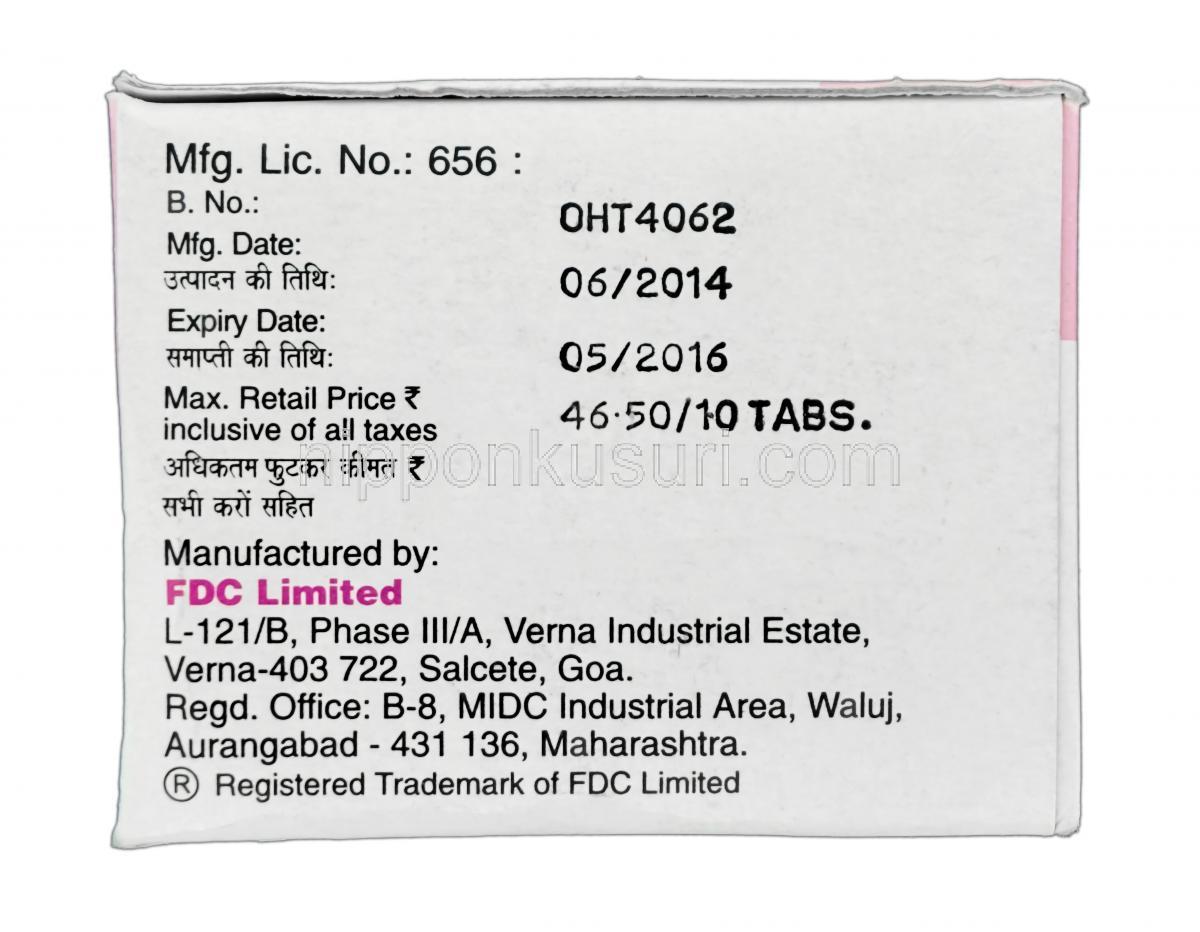 Mfg. Lic. No.: 656 :
B. No.: OHT4062
Mfg. Date:
उत्पादन की तिथि: 06/2014
Expiry Date:
समाप्ती की तिथि: 05/2016
Max. Retail Price ₹ 46.50/10 TABS.
inclusive of all taxes
अधिकतम फुटकर कीमत ₹
nipponkusuri.com
सभी करों सहित
Manufactured by:
FDC Limited
L-121/B, Phase III/A, Verna Industrial Estate,
Verna-403 722, Salcete, Goa.
Regd. Office: B-8, MIDC Industrial Area, Waluj,
Aurangabad - 431 136, Maharashtra.
® Registered Trademark of FDC Limited